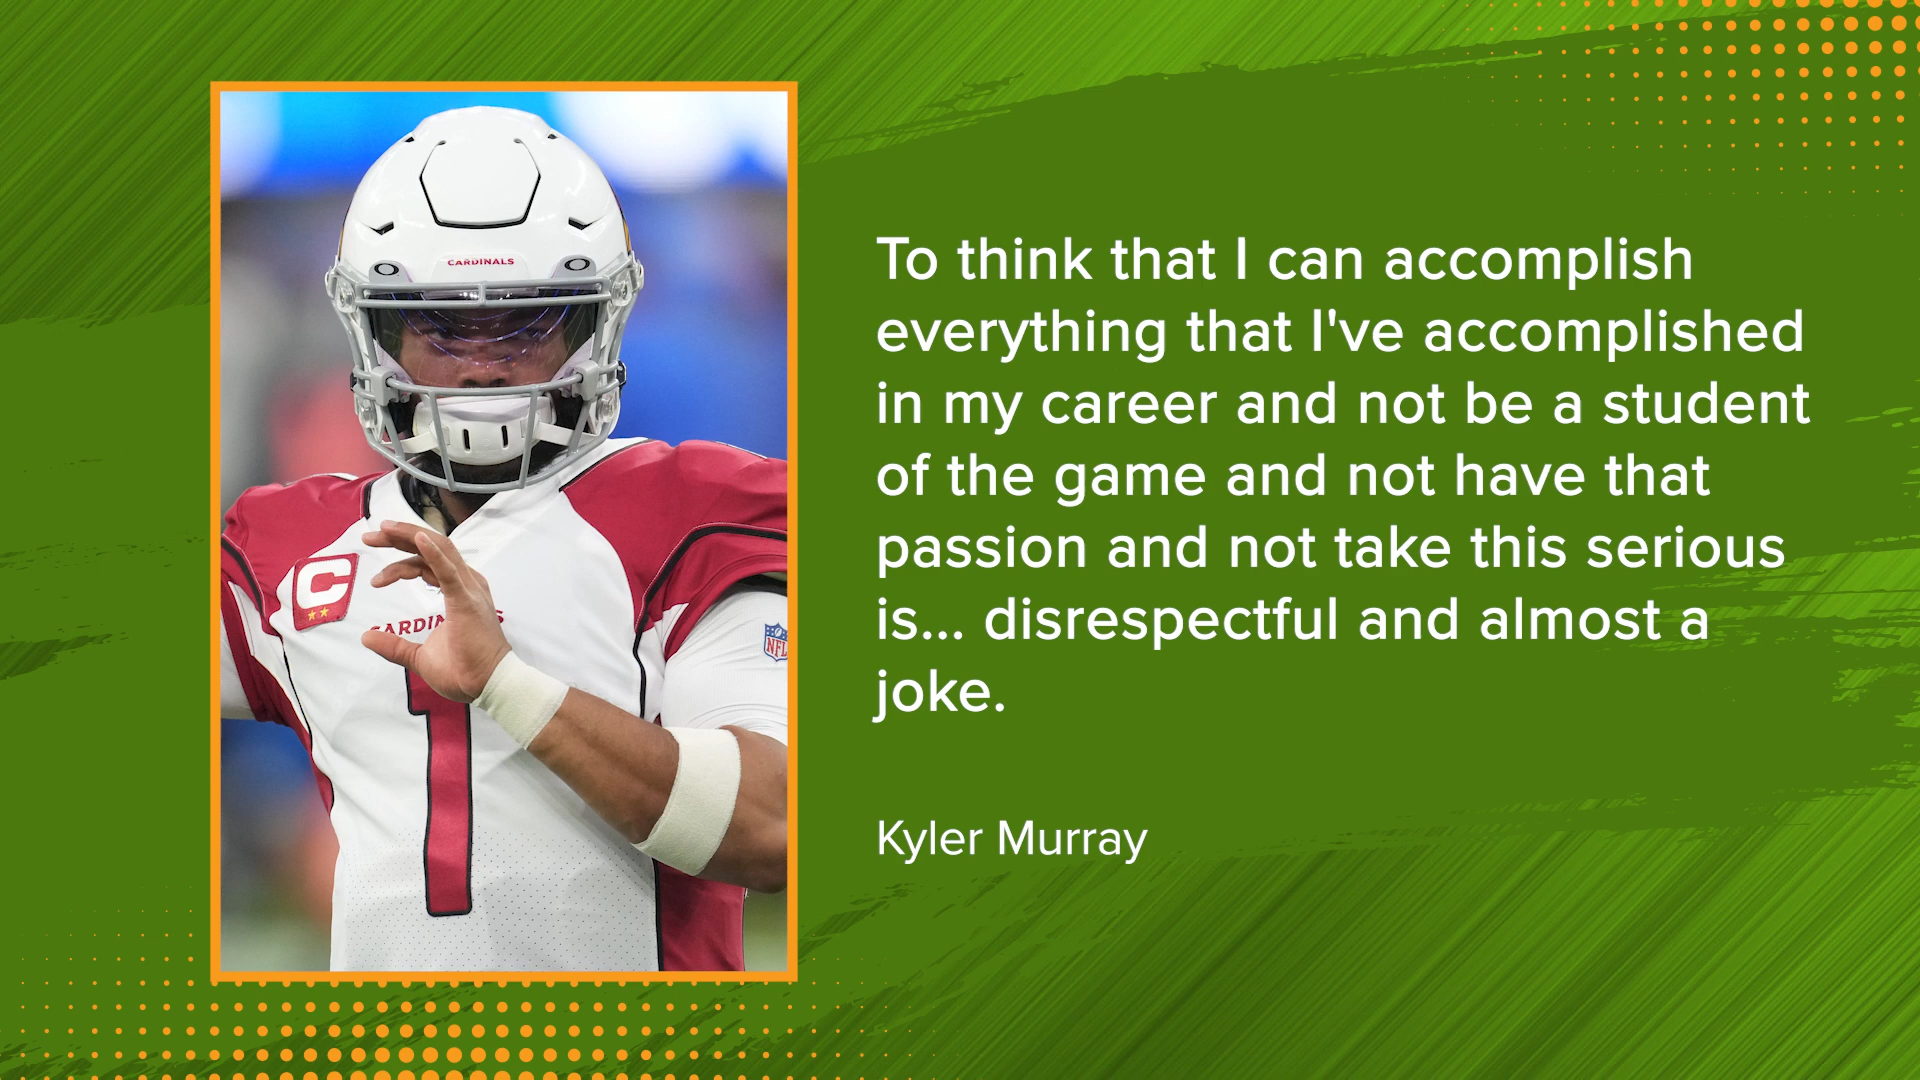 CARDINALS
C
CARDIN S
NFL
1
To think that I can accomplish
everything that I've accomplished
in my career and not be a student
of the game and not have that
passion and not take this serious
is... disrespectful and almost a
joke.
Kyler Murray